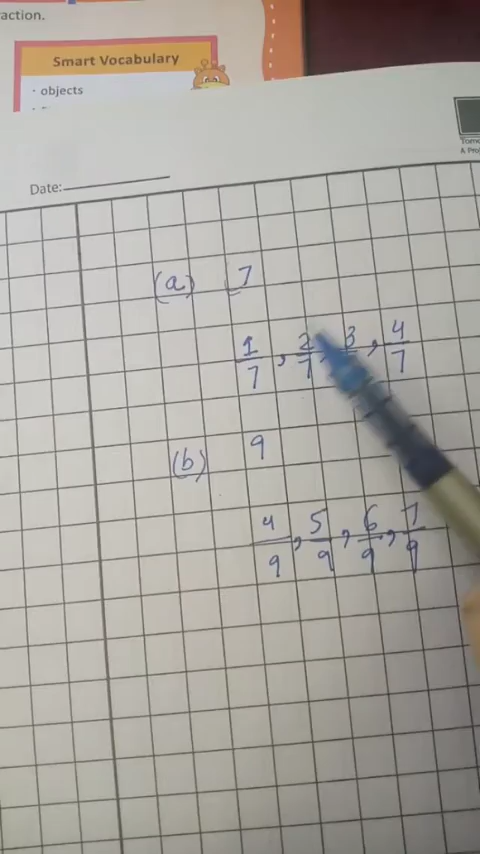 action.
Smart Vocabulary
· objects
Date:
(a) 7
1/7, 2/7, 3/, 4/7
(b) 9
4/9, 5/9, 6/9, 7/9